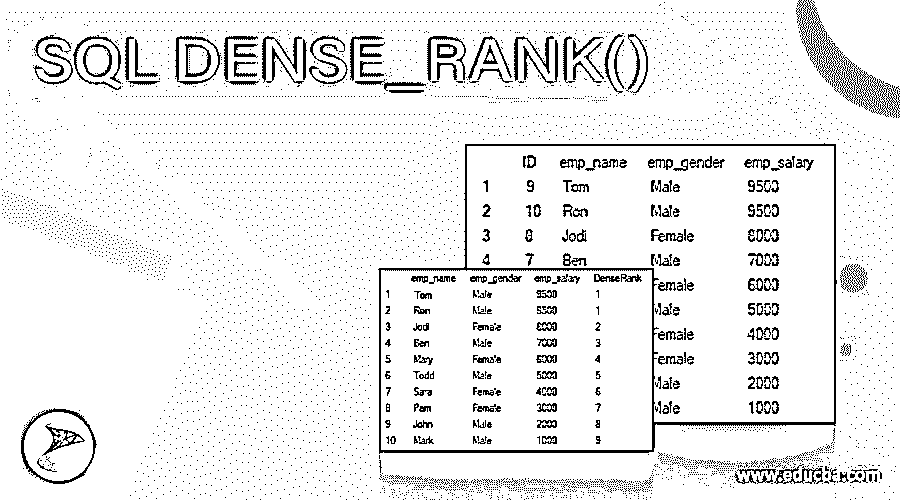 SQL DENSE_RANK()
ID emp_name emp_gender emp_salary
1 9 Tom Male 9500
2 10 Ron Male 9500
3 8 Jodi Female 8000
4 7 Ben Male 7000
Female 6000
Male 5000
Female 4000
Female 3000
Male 2000
Male 1000
emp_name emp_gender emp_salary DenseRank
1 Tom Male 9500 1
2 Ron Male 9500 1
3 Jodi Female 8000 2
4 Ben Male 7000 3
5 Mary Female 6000 4
6 Todd Male 5000 5
7 Sara Female 4000 6
8 Pam Female 3000 7
9 John Male 2000 8
10 Mark Male 1000 9
www.educba.com